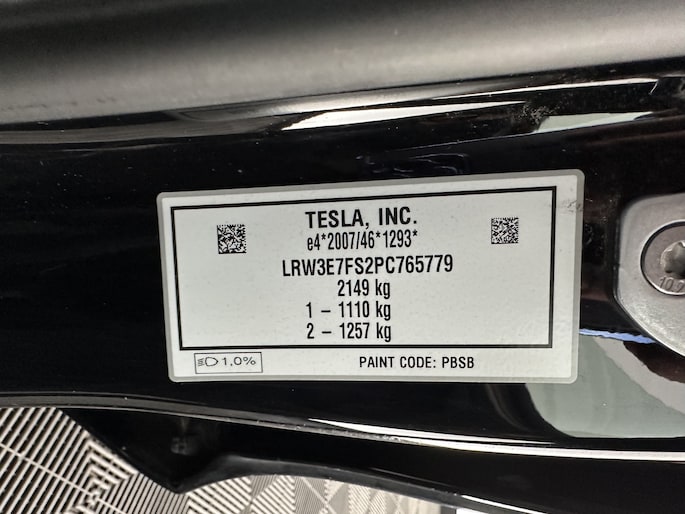 TESLA, INC.
e4*2007/46*1293*
LRW3E7FS2PC765779
2149 kg
1 – 1110 kg
2 – 1257 kg
1.0%
PAINT CODE: PBSB